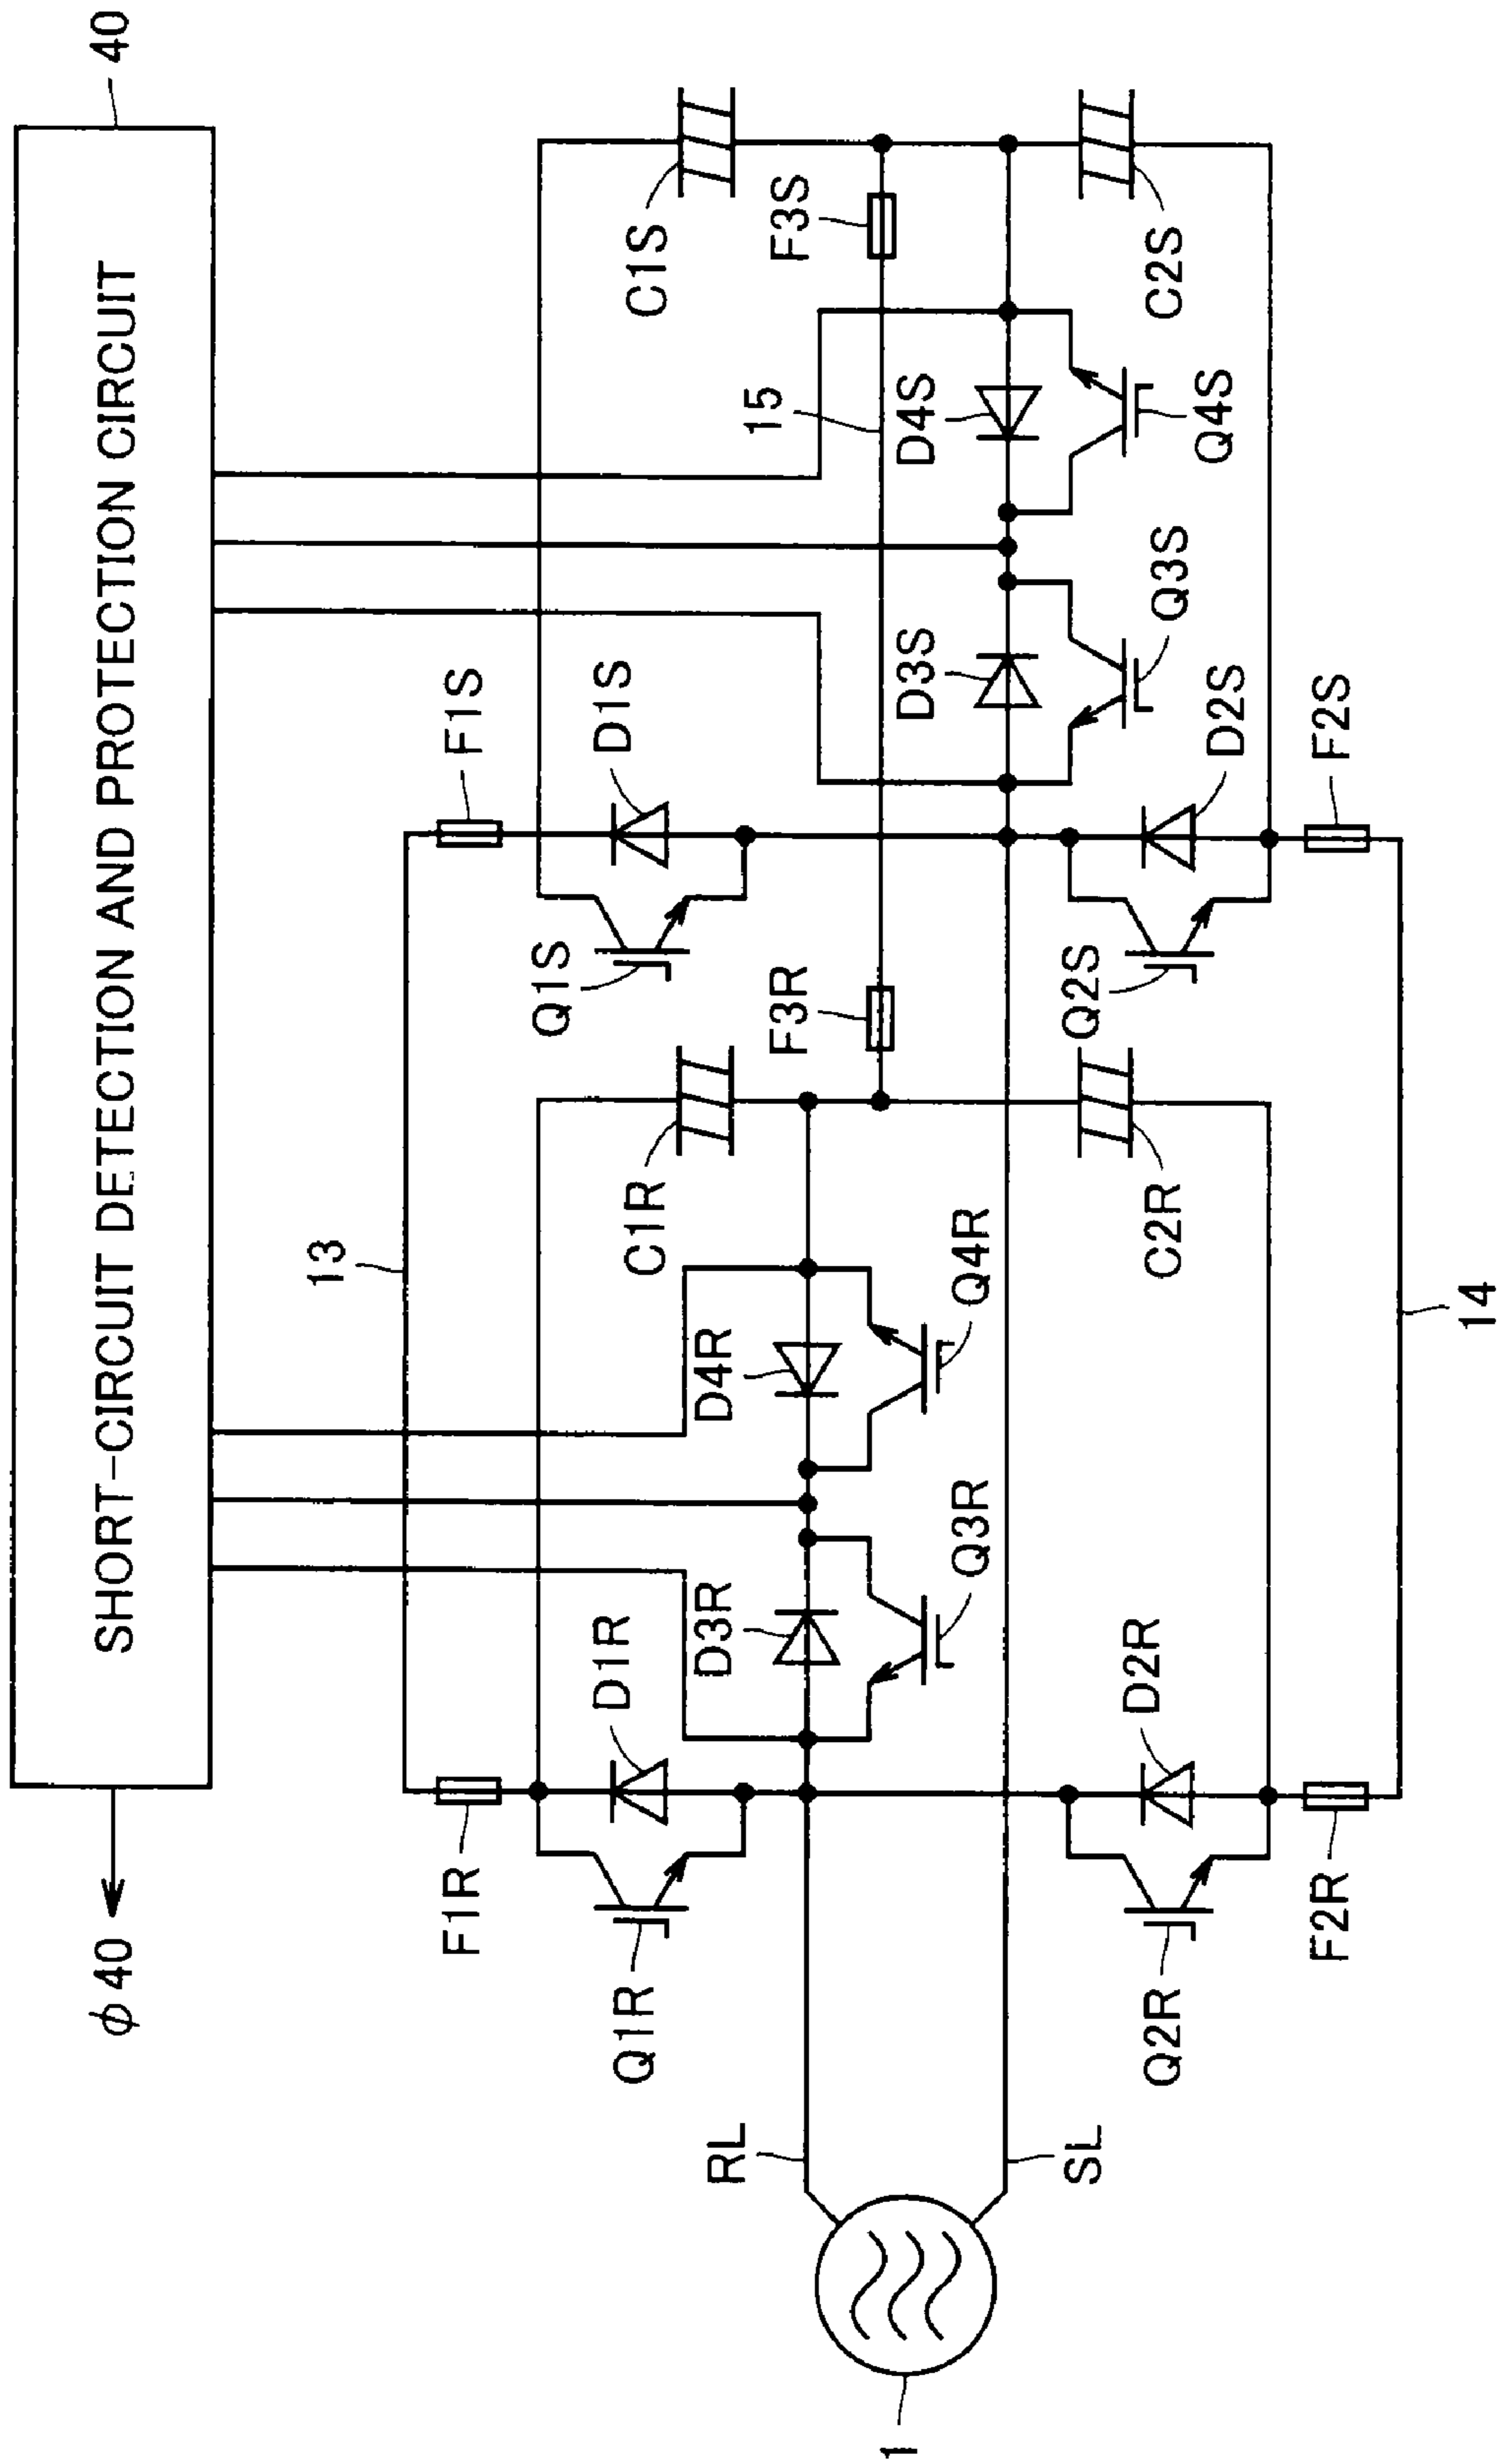 40
SHORT-CIRCUIT DETECTION AND PROTECTION CIRCUIT
φ40
13
F1R
F1S
Q1R
D1R
C1R
Q1S
D1S
C1S
RL
D3R
D4R
F3R
15
F3S
Q3R
Q4R
D3S
D4S
1
SL
Q2R
D2R
C2R
Q2S
D2S
Q3S
Q4S
C2S
F2R
F2S
14